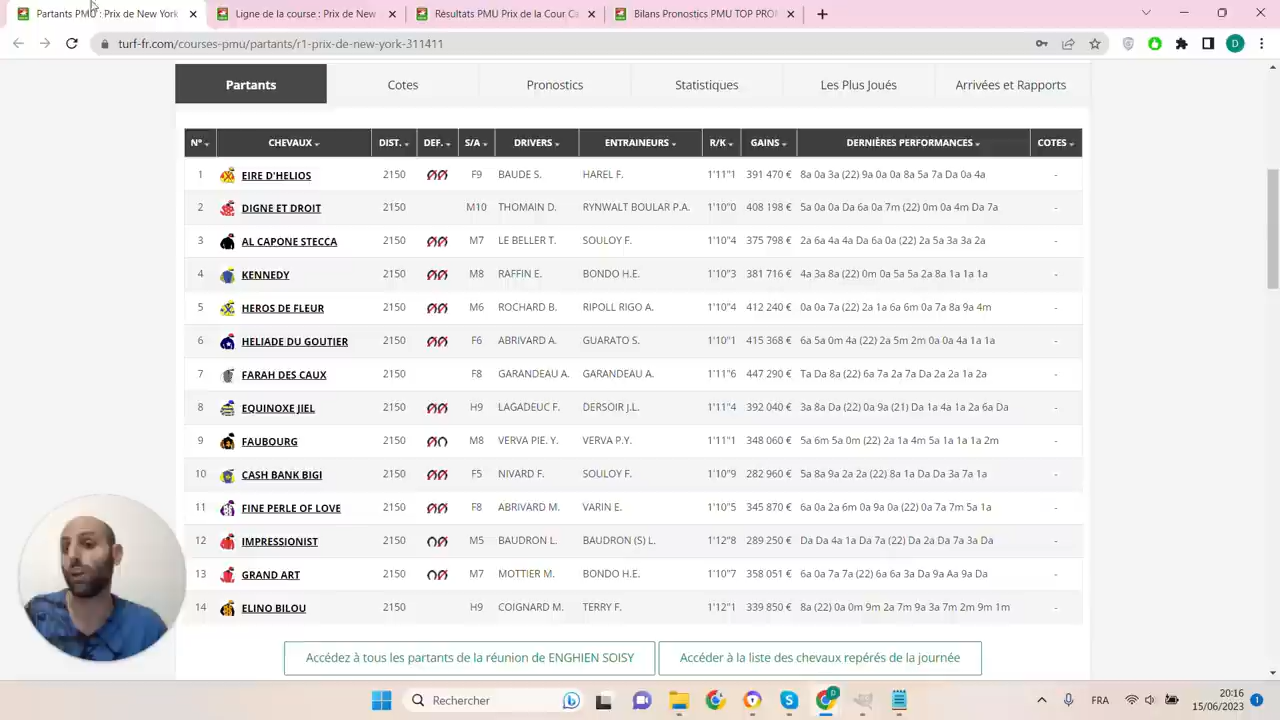 Partants PMU : Prix de New York
Ligne de la course : Prix de New
Résultats PMU Prix de la Cour Ca
Bilans Pronostics PMU TOP PRO
turf-fr.com/courses-pmu/partants/r1-prix-de-new-york-311411
D
Partants Cotes Pronostics Statistiques Les Plus Joués Arrivées et Rapports
N° CHEVAUX DIST. DEF. S/A DRIVERS ENTRAINEURS R/K GAINS DERNIÈRES PERFORMANCES COTES
1 EIRE D'HELIOS 2150 F9 BAUDE S. HAREL F. 1'11"1 391 470 € 8a 0a 3a (22) 9a 0a 0a 8a 5a 7a Da 0a 4a -
2 DIGNE ET DROIT 2150 M10 THOMAIN D. RYNWALT BOULAR P.A. 1'10"0 408 198 € 5a 0a 0a Da 6a 0a 7m (22) 0m 0a 4m Da 7a -
3 AL CAPONE STECCA 2150 M7 LE BELLER T. SOULOY F. 1'10"4 375 798 € 2a 6a 4a 4a Da 6a 0a (22) 2a 5a 3a 3a 2a -
4 KENNEDY 2150 M8 RAFFIN E. BONDO H.E. 1'10"3 381 716 € 4a 3a 8a (22) 0m 0a 5a 5a 2a 8a 1a 1a 1a -
5 HEROS DE FLEUR 2150 M6 ROCHARD B. RIPOLL RIGO A. 1'10"4 412 240 € 0a 0a 7a (22) 2a 1a 6a 6m 0a 7a 8a 9a 4m -
6 HELIADE DU GOUTIER 2150 F6 ABRIVARD A. GUARATO S. 1'10"1 415 368 € 6a 5a 0m 4a (22) 2a 5m 2m 0a 0a 4a 1a 1a -
7 FARAH DES CAUX 2150 F8 GARANDEAU A. GARANDEAU A. 1'11"6 447 290 € Ta Da 8a (22) 6a 7a 2a 7a Da 2a 2a 1a 2a -
8 EQUINOXE JIEL 2150 H9 LAGADEUC F. DERSOIR J.L. 1'11"4 392 040 € 3a 8a Da (22) 0a 9a (21) Da 1a 4a 1a 2a 6a Da -
9 FAUBOURG 2150 M8 VERVA PIE. Y. VERVA P.Y. 1'11"1 348 060 € 5a 6m 5a 0m (22) 2a 1a 4m 5a 1a 1a 1a 2m -
10 CASH BANK BIGI 2150 F5 NIVARD F. SOULOY F. 1'10"9 282 960 € 5a 8a 9a 2a 2a (22) 8a 1a Da Da 3a 7a 1a -
11 FINE PERLE OF LOVE 2150 F8 ABRIVARD M. VARIN E. 1'10"5 345 870 € 6a 0a 2a 6m 0a 9a 0a (22) 0a 7a 7m 5a 1a -
12 IMPRESSIONIST 2150 M5 BAUDRON L. BAUDRON (S) L. 1'12"8 289 250 € Da Da 4a 1a Da 7a (22) Da 2a Da 7a 3a Da -
13 GRAND ART 2150 M7 MOTTIER M. BONDO H.E. 1'10"7 358 051 € 6a 0a 7a 7a (22) 6a 6a 3a Da 9a Aa 9a Da -
14 ELINO BILOU 2150 H9 COIGNARD M. TERRY F. 1'12"1 339 850 € 8a (22) 0a 0m 9m 2a 7m 9a 3a 7m 2m 9m 1m -
Accédez à tous les partants de la réunion de ENGHIEN SOISY
Accéder à la liste des chevaux repérés de la journée
Rechercher
FRA
20:16
15/06/2023